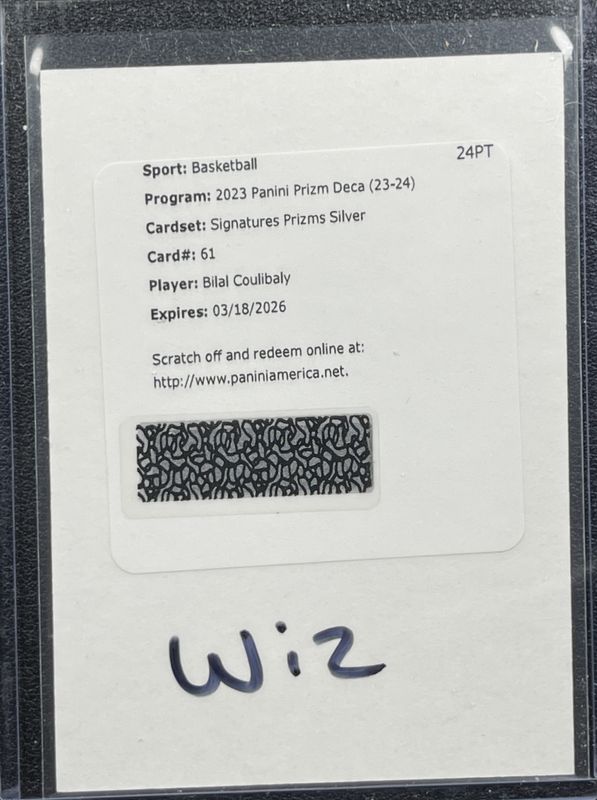 24PT
Sport: Basketball
Program: 2023 Panini Prizm Deca (23-24)
Cardset: Signatures Prizms Silver
Card#: 61
Player: Bilal Coulibaly
Expires: 03/18/2026
Scratch off and redeem online at:
http://www.paniniamerica.net.
Wiz